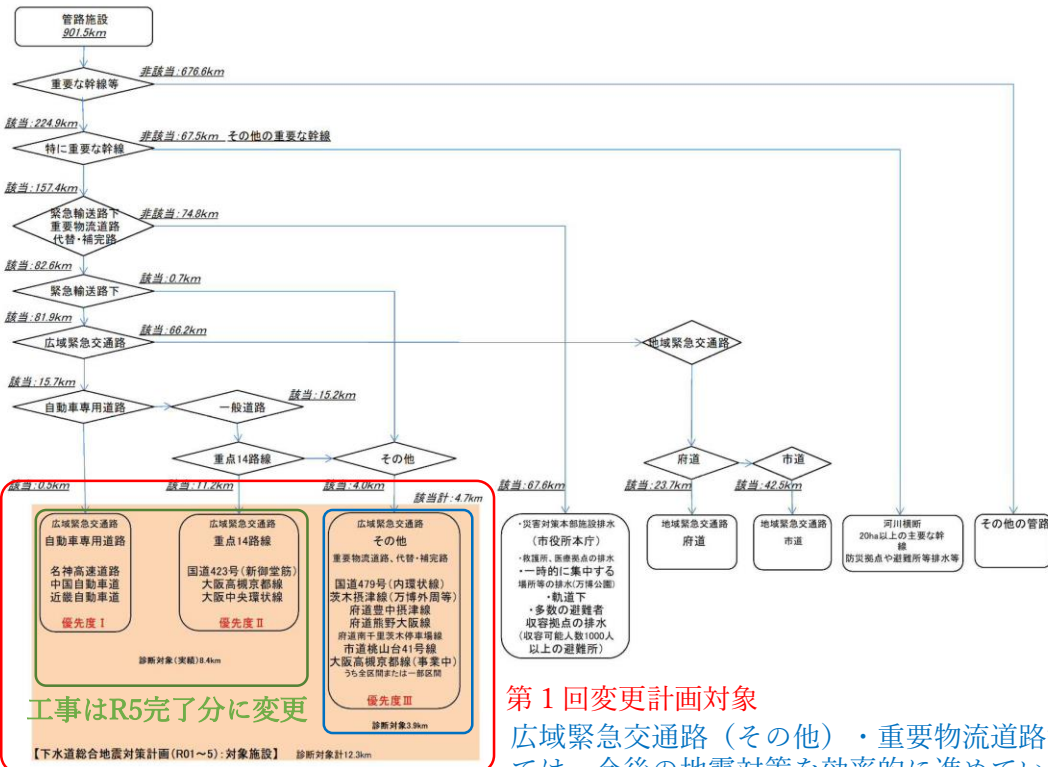 管路施設
901.5km
重要な幹線等
非該当:676.6km
該当:224.9km
特に重要な幹線
非該当:67.5km その他の重要な幹線
該当:157.4km
緊急輸送路下
重要物流道路
代替・補完路
非該当:74.8km
該当:82.6km
緊急輸送路下
該当:0.7km
該当:81.9km
広域緊急交通路
該当:66.2km
地域緊急交通路
該当:15.7km
自動車専用道路
一般道路
該当:15.2km
重点14路線
その他
府道
市道
該当:0.5km
該当:11.2km
該当:4.0km
該当計:4.7km
該当:67.6km
該当:23.7km
該当:42.5km
広域緊急交通路
自動車専用道路
名神高速道路
中国自動車道
近畿自動車道
優先度Ⅰ
広域緊急交通路
重点14路線
国道423号(新御堂筋)
大阪高槻京都線
大阪中央環状線
優先度Ⅱ
診断対象(実績)8.4km
広域緊急交通路
その他
重要物流道路、代替・補完路
国道479号(内環状線)
茨木摂津線(万博外周等)
府道豊中摂津線
府道熊野大阪線
府道南千里茨木停車場線
市道桃山台41号線
大阪高槻京都線(事業中)
うち全区間または一部区間
優先度Ⅲ
診断対象3.9km
・災害対策本部施設排水
(市役所本庁)
・救護所、医療拠点の排水
・一時的に集中する
場所等の排水(万博公園)
・軌道下
・多数の避難者
収容拠点の排水
(収容可能人数1000人
以上の避難所)
地域緊急交通路
府道
地域緊急交通路
市道
河川横断
20ha以上の主要な幹
線
防災拠点や避難所等排水等
その他の管路
工事はR5完了分に変更
【下水道総合地震対策計画(R01~5):対象施設】 診断対象計12.3km
第1回変更計画対象
広域緊急交通路(その他)・重要物流道路
ては、今後の地震対策を効率的に進めてい